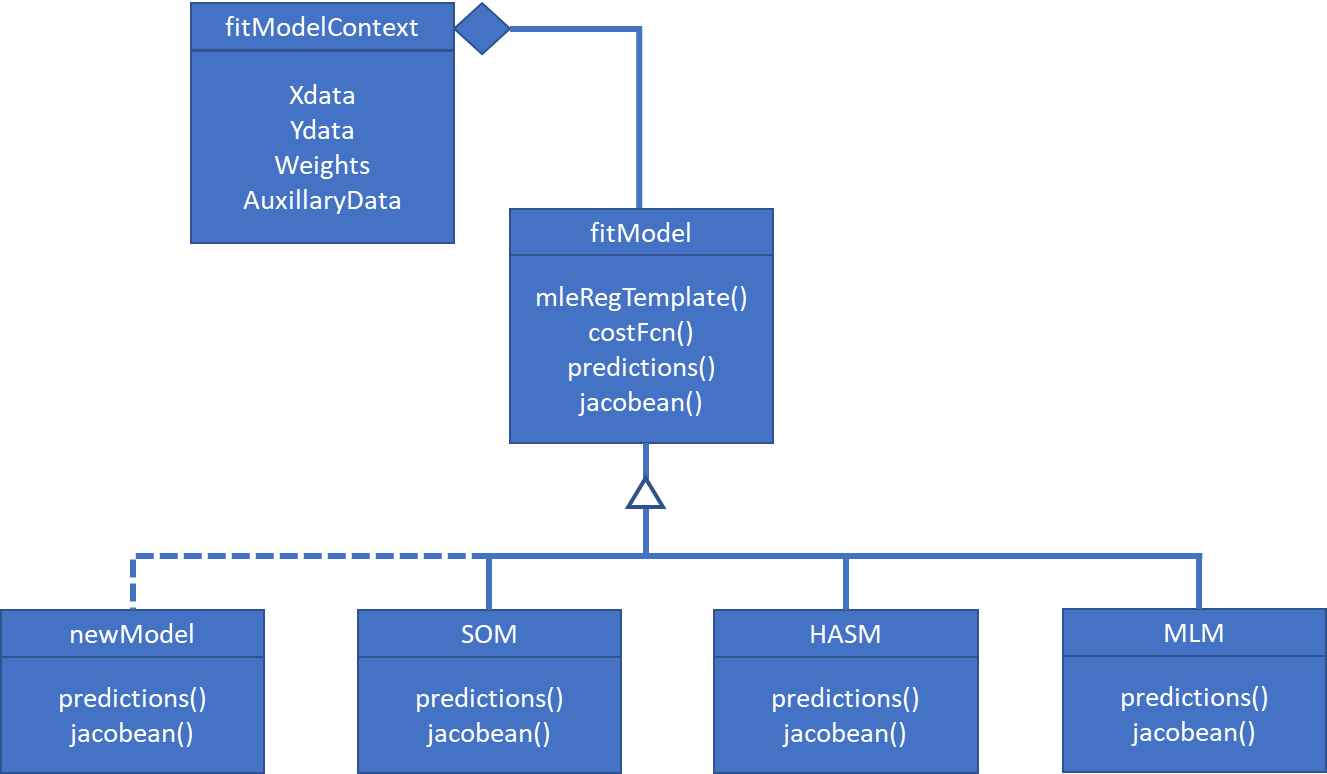 fitModelContext
Xdata
Ydata
Weights
AuxillaryData
fitModel
mleRegTemplate()
costFcn()
predictions()
jacobean()
newModel
predictions()
jacobean()
SOM
predictions()
jacobean()
HASM
predictions()
jacobean()
MLM
predictions()
jacobean()